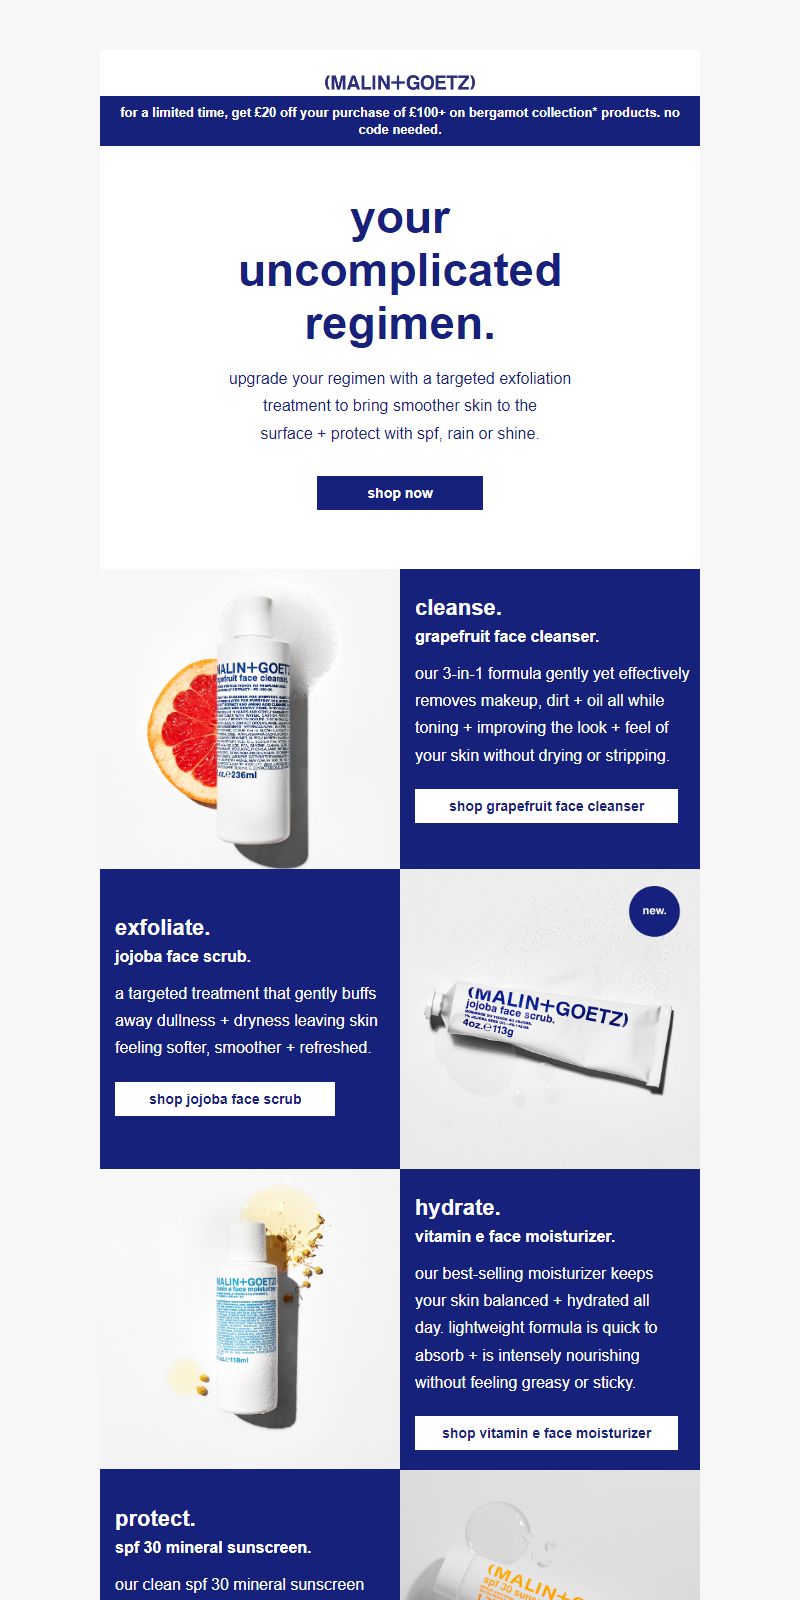 (MALIN+GOETZ)
for a limited time, get £20 off your purchase of £100+ on bergamot collection* products. no
code needed.
your
uncomplicated
regimen.
upgrade your regimen with a targeted exfoliation
treatment to bring smoother skin to the
surface + protect with spf, rain or shine.
shop now
MALIN+GOETZ
face cleanser.
236ml
cleanse.
grapefruit face cleanser.
our 3-in-1 formula gently yet effectively
removes makeup, dirt + oil all while
toning + improving the look + feel of
your skin without drying or stripping.
shop grapefruit face cleanser
exfoliate.
jojoba face scrub.
a targeted treatment that gently buffs
away dullness + dryness leaving skin
feeling softer, smoother + refreshed.
shop jojoba face scrub
new.
(MALIN+GOETZ)
jojoba face scrub.
4oz.℮113g
MALIN+GOETZ
e face moisturizer.
118ml
hydrate.
vitamin e face moisturizer.
our best-selling moisturizer keeps
your skin balanced + hydrated all
day. lightweight formula is quick to
absorb + is intensely nourishing
without feeling greasy or sticky.
shop vitamin e face moisturizer
protect.
spf 30 mineral sunscreen.
our clean spf 30 mineral sunscreen
(MALIN+G
spf 30